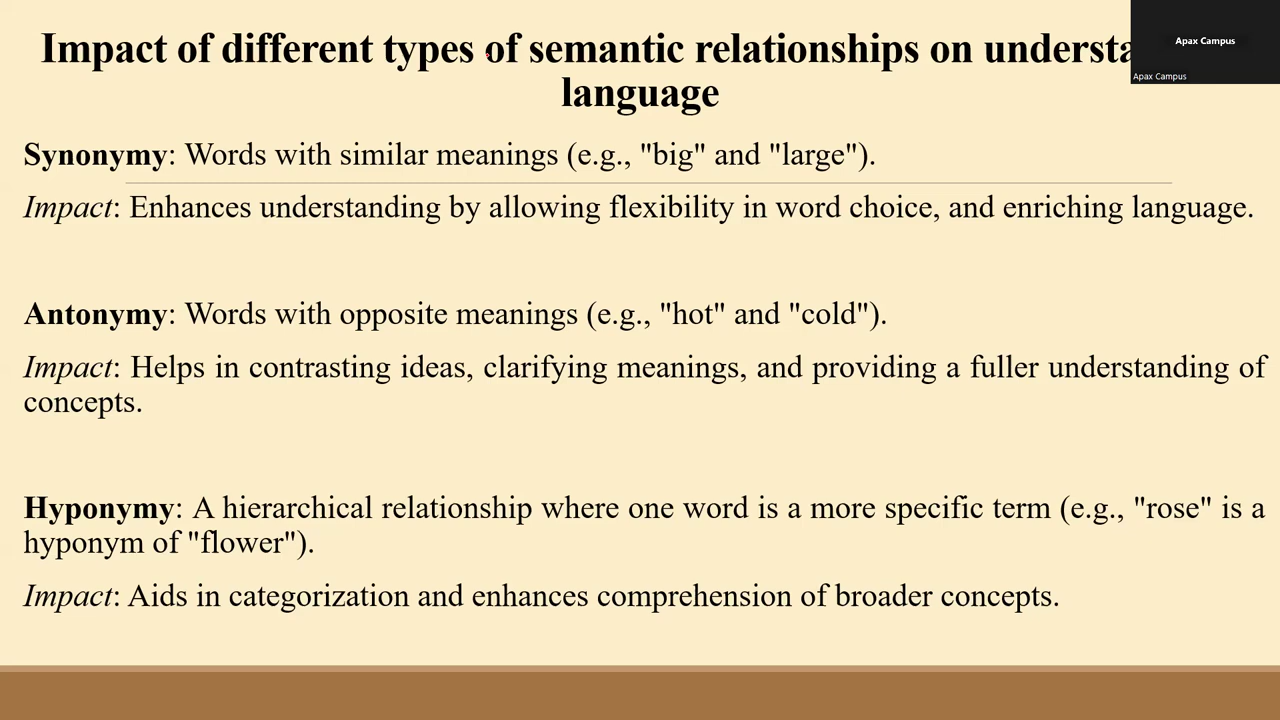 Impact of different types of semantic relationships on
language
Apax Campus
Apax Campus
Synonymy: Words with similar meanings (e.g., "big" and "large").
Impact: Enhances understanding by allowing flexibility in word choice, and enriching language.
Antonymy: Words with opposite meanings (e.g., "hot" and "cold").
Impact: Helps in contrasting ideas, clarifying meanings, and providing a fuller understanding of
concepts.
Hyponymy: A hierarchical relationship where one word is a more specific term (e.g., "rose" is a
hyponym of "flower").
Impact: Aids in categorization and enhances comprehension of broader concepts.